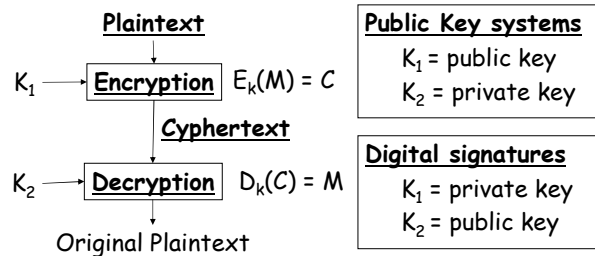 Plaintext
K₁ Encryption Eₖ(M) = C
Cyphertext
K₂ Decryption Dₖ(C) = M
Original Plaintext
Public Key systems
K₁ = public key
K₂ = private key
Digital signatures
K₁ = private key
K₂ = public key